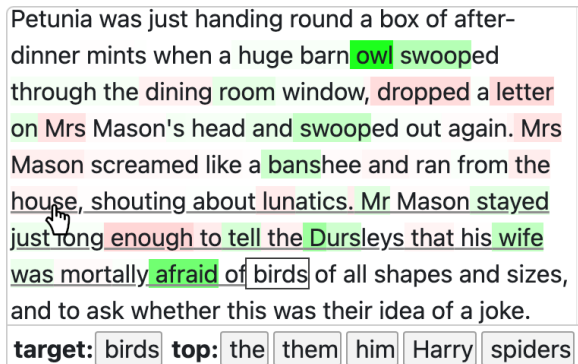 Petunia was just handing round a box of after-
dinner mints when a huge barn owl swooped
through the dining room window, dropped a letter
on Mrs Mason's head and swooped out again. Mrs
Mason screamed like a banshee and ran from the
house, shouting about lunatics. Mr Mason stayed
just long enough to tell the Dursleys that his wife
was mortally afraid of birds of all shapes and sizes,
and to ask whether this was their idea of a joke.
target: birds top: the them him Harry spiders